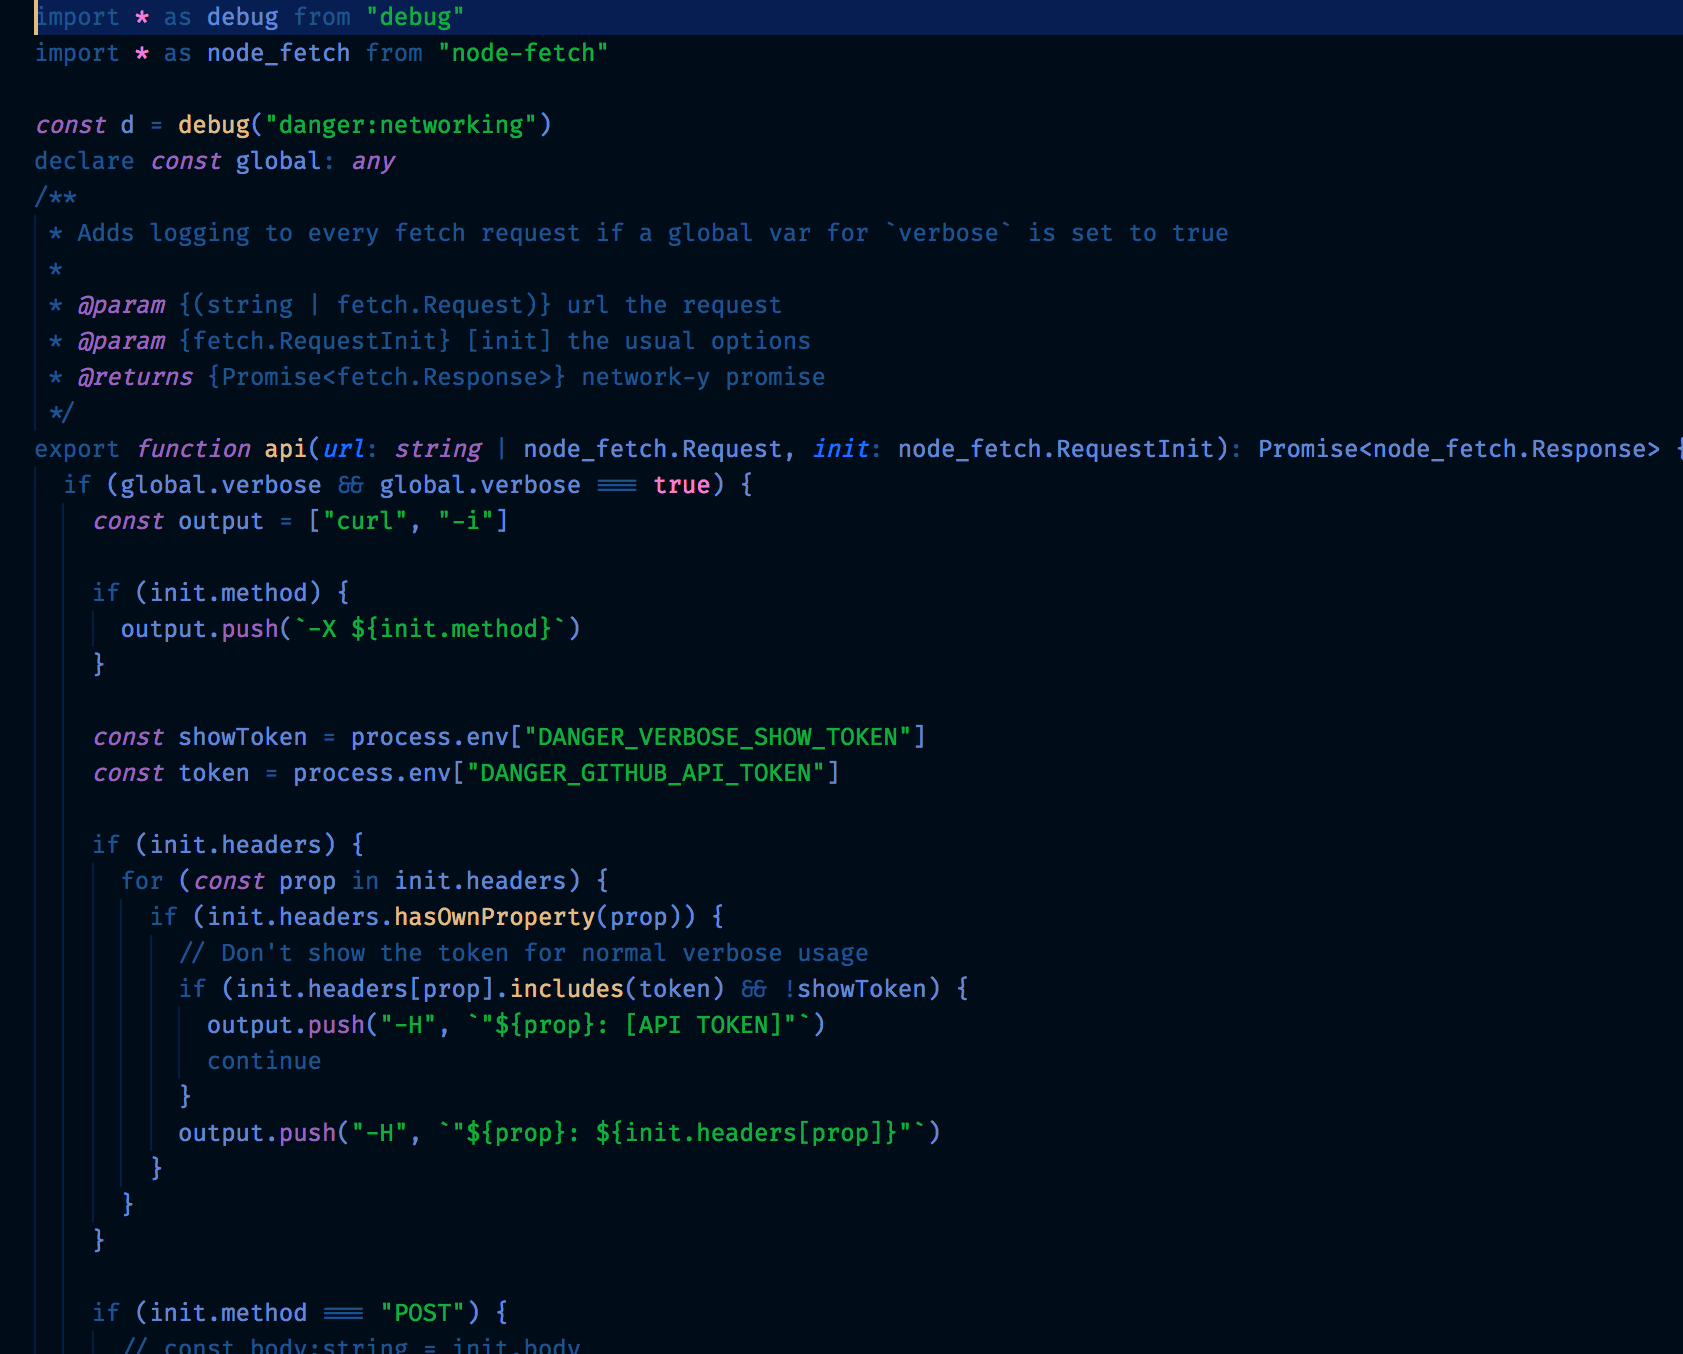 import * as debug from "debug"
import * as node_fetch from "node-fetch"
const d = debug("danger:networking")
declare const global: any
/**
* Adds logging to every fetch request if a global var for `verbose` is set to true
*
* @param {(string | fetch.Request)} url the request
* @param {fetch.RequestInit} [init] the usual options
* @returns {Promise<fetch.Response>} network-y promise
*/
export function api(url: string | node_fetch.Request, init: node_fetch.RequestInit): Promise<node_fetch.Response> {
if (global.verbose && global.verbose === true) {
const output = ["curl", "-i"]
if (init.method) {
output.push(`-X ${init.method}`)
}
const showToken = process.env["DANGER_VERBOSE_SHOW_TOKEN"]
const token = process.env["DANGER_GITHUB_API_TOKEN"]
if (init.headers) {
for (const prop in init.headers) {
if (init.headers.hasOwnProperty(prop)) {
// Don't show the token for normal verbose usage
if (init.headers[prop].includes(token) && !showToken) {
output.push("-H", `"${prop}: [API TOKEN]"`)
continue
}
output.push("-H", `"${prop}: ${init.headers[prop]}"`)
}
}
}
if (init.method === "POST") {
// const body:string = init.body